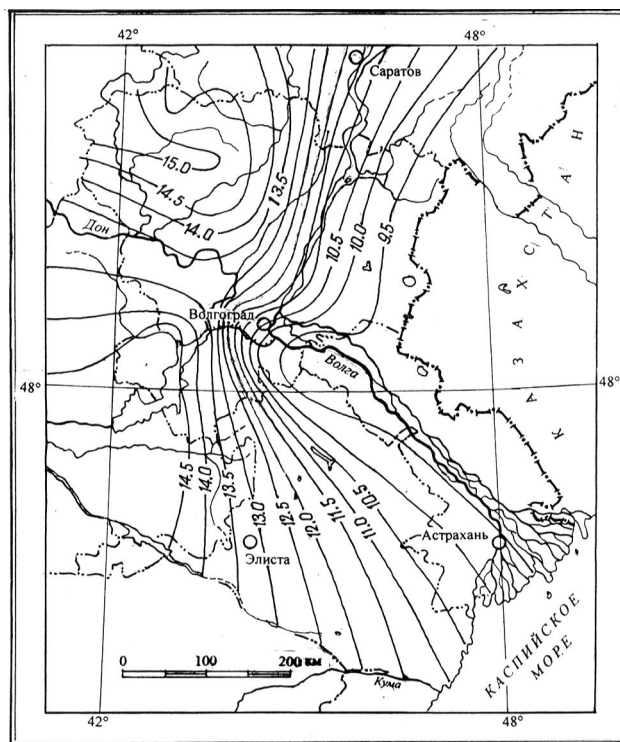 42°
48°
Саратов
15.0
14.5
14.0
13.5
Дон
10.5
10.0
9.5
КАЗАХСТАН
Волгоград
Волга
48°
48°
14.5
14.0
13.5
13.0
12.5
12.0
11.5
11.0
10.5
Элиста
Астрахань
0 100 200 км
Кума
КАСПИЙСКОЕ
МОРЕ
42°
48°